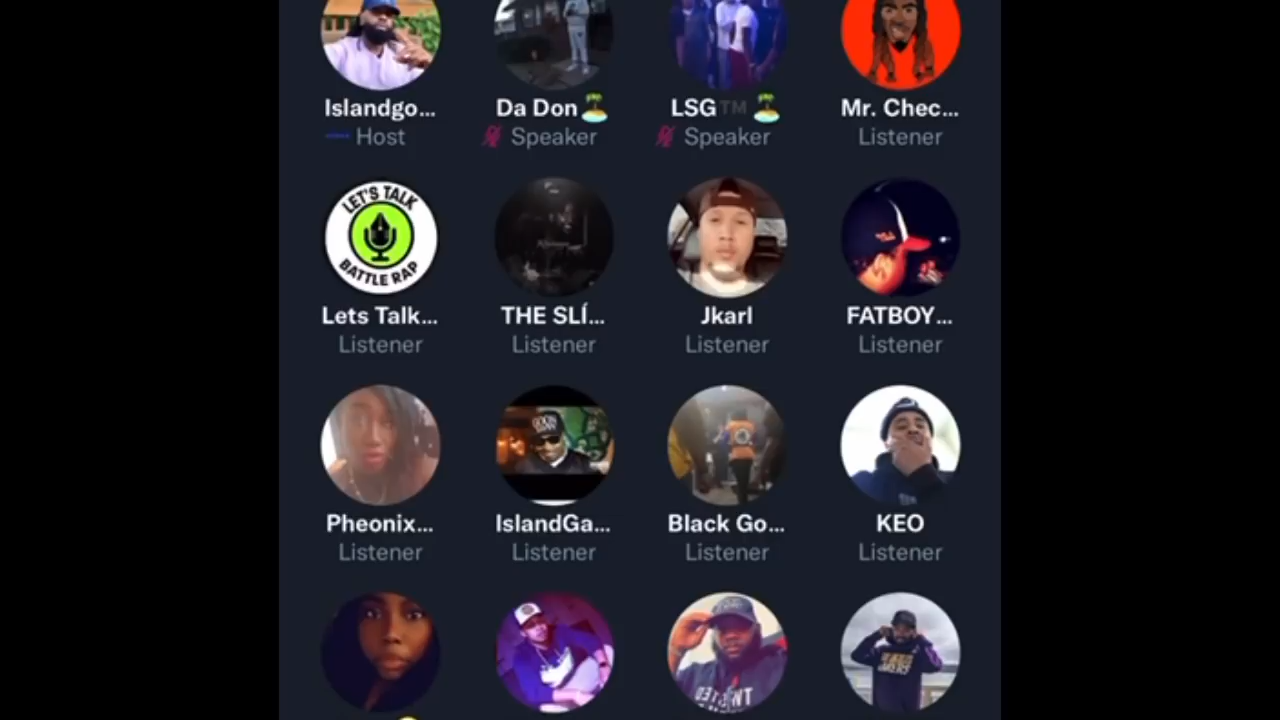 Islandgo... Da Don🏝️ LSG™🏝️ Mr. Chec...
Host Speaker Speaker Listener
LET'S TALK
BATTLE RAP
Lets Talk... THE SLÍ... Jkarl FATBOY...
Listener Listener Listener Listener
Pheonix... IslandGa... Black Go... KEO
Listener Listener Listener Listener